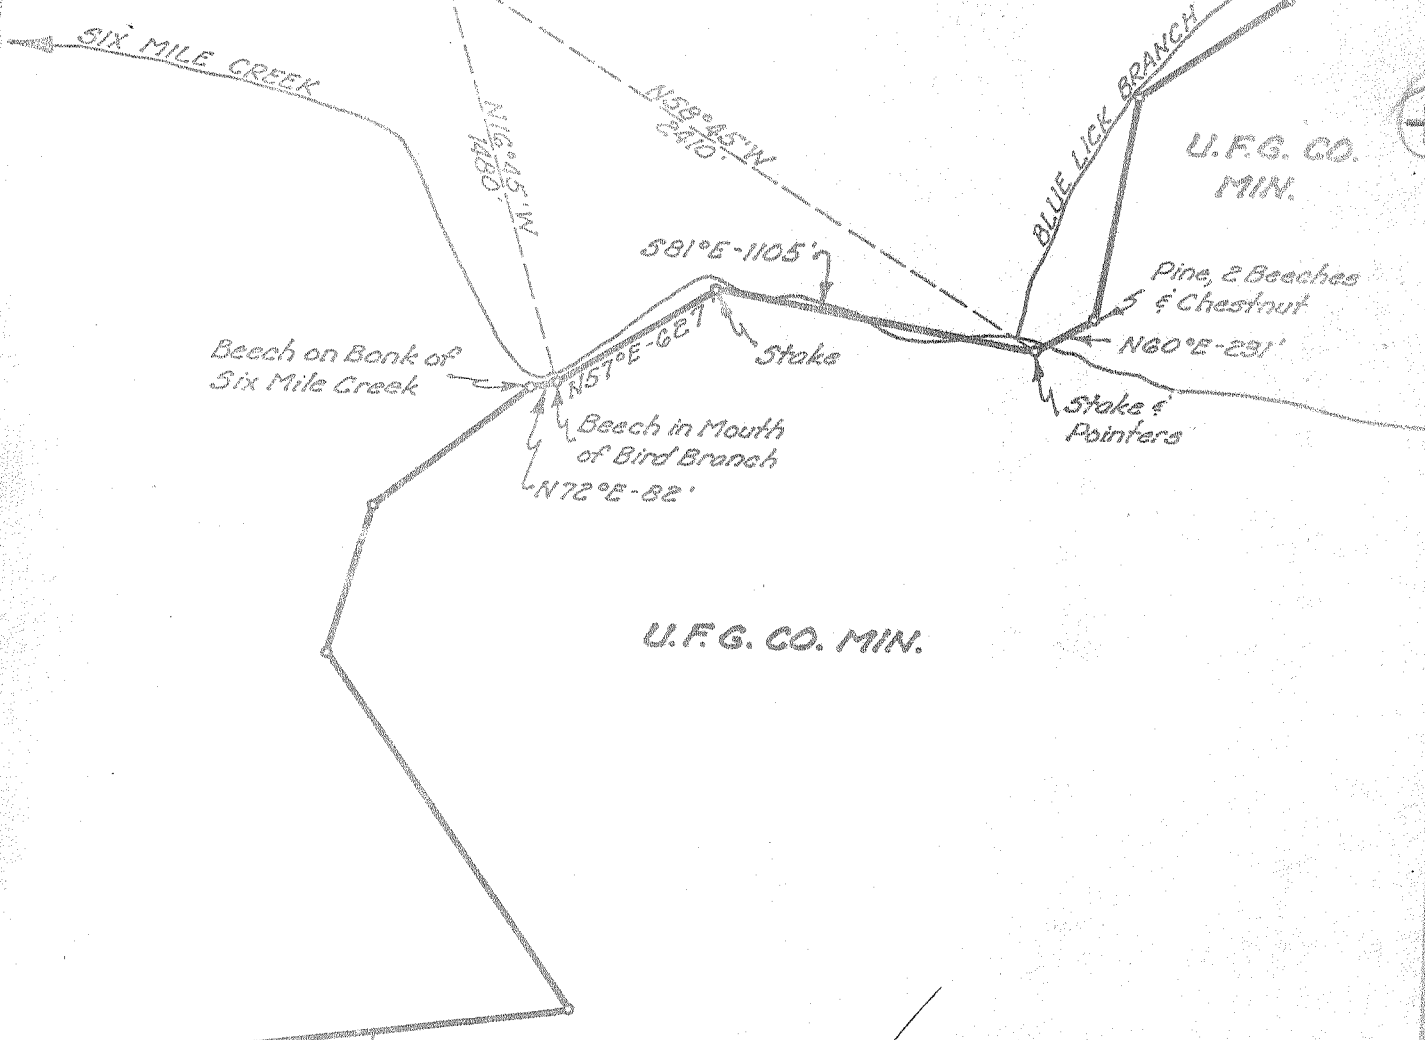 SIX MILE CREEK
N16°45'W
1480'
N58°45'W
2410'
BLUE LICK BRANCH
U.F.G. CO.
MIN.
S81°E-1105'
Pine, 2 Beeches
& Chestnut
N60°E-291'
Beech on Bank of
Six Mile Creek
N57°E-627'
Stake
Stake &
Pointers
Beech in Mouth
of Bird Branch
N72°E-82'
U.F.G. CO. MIN.